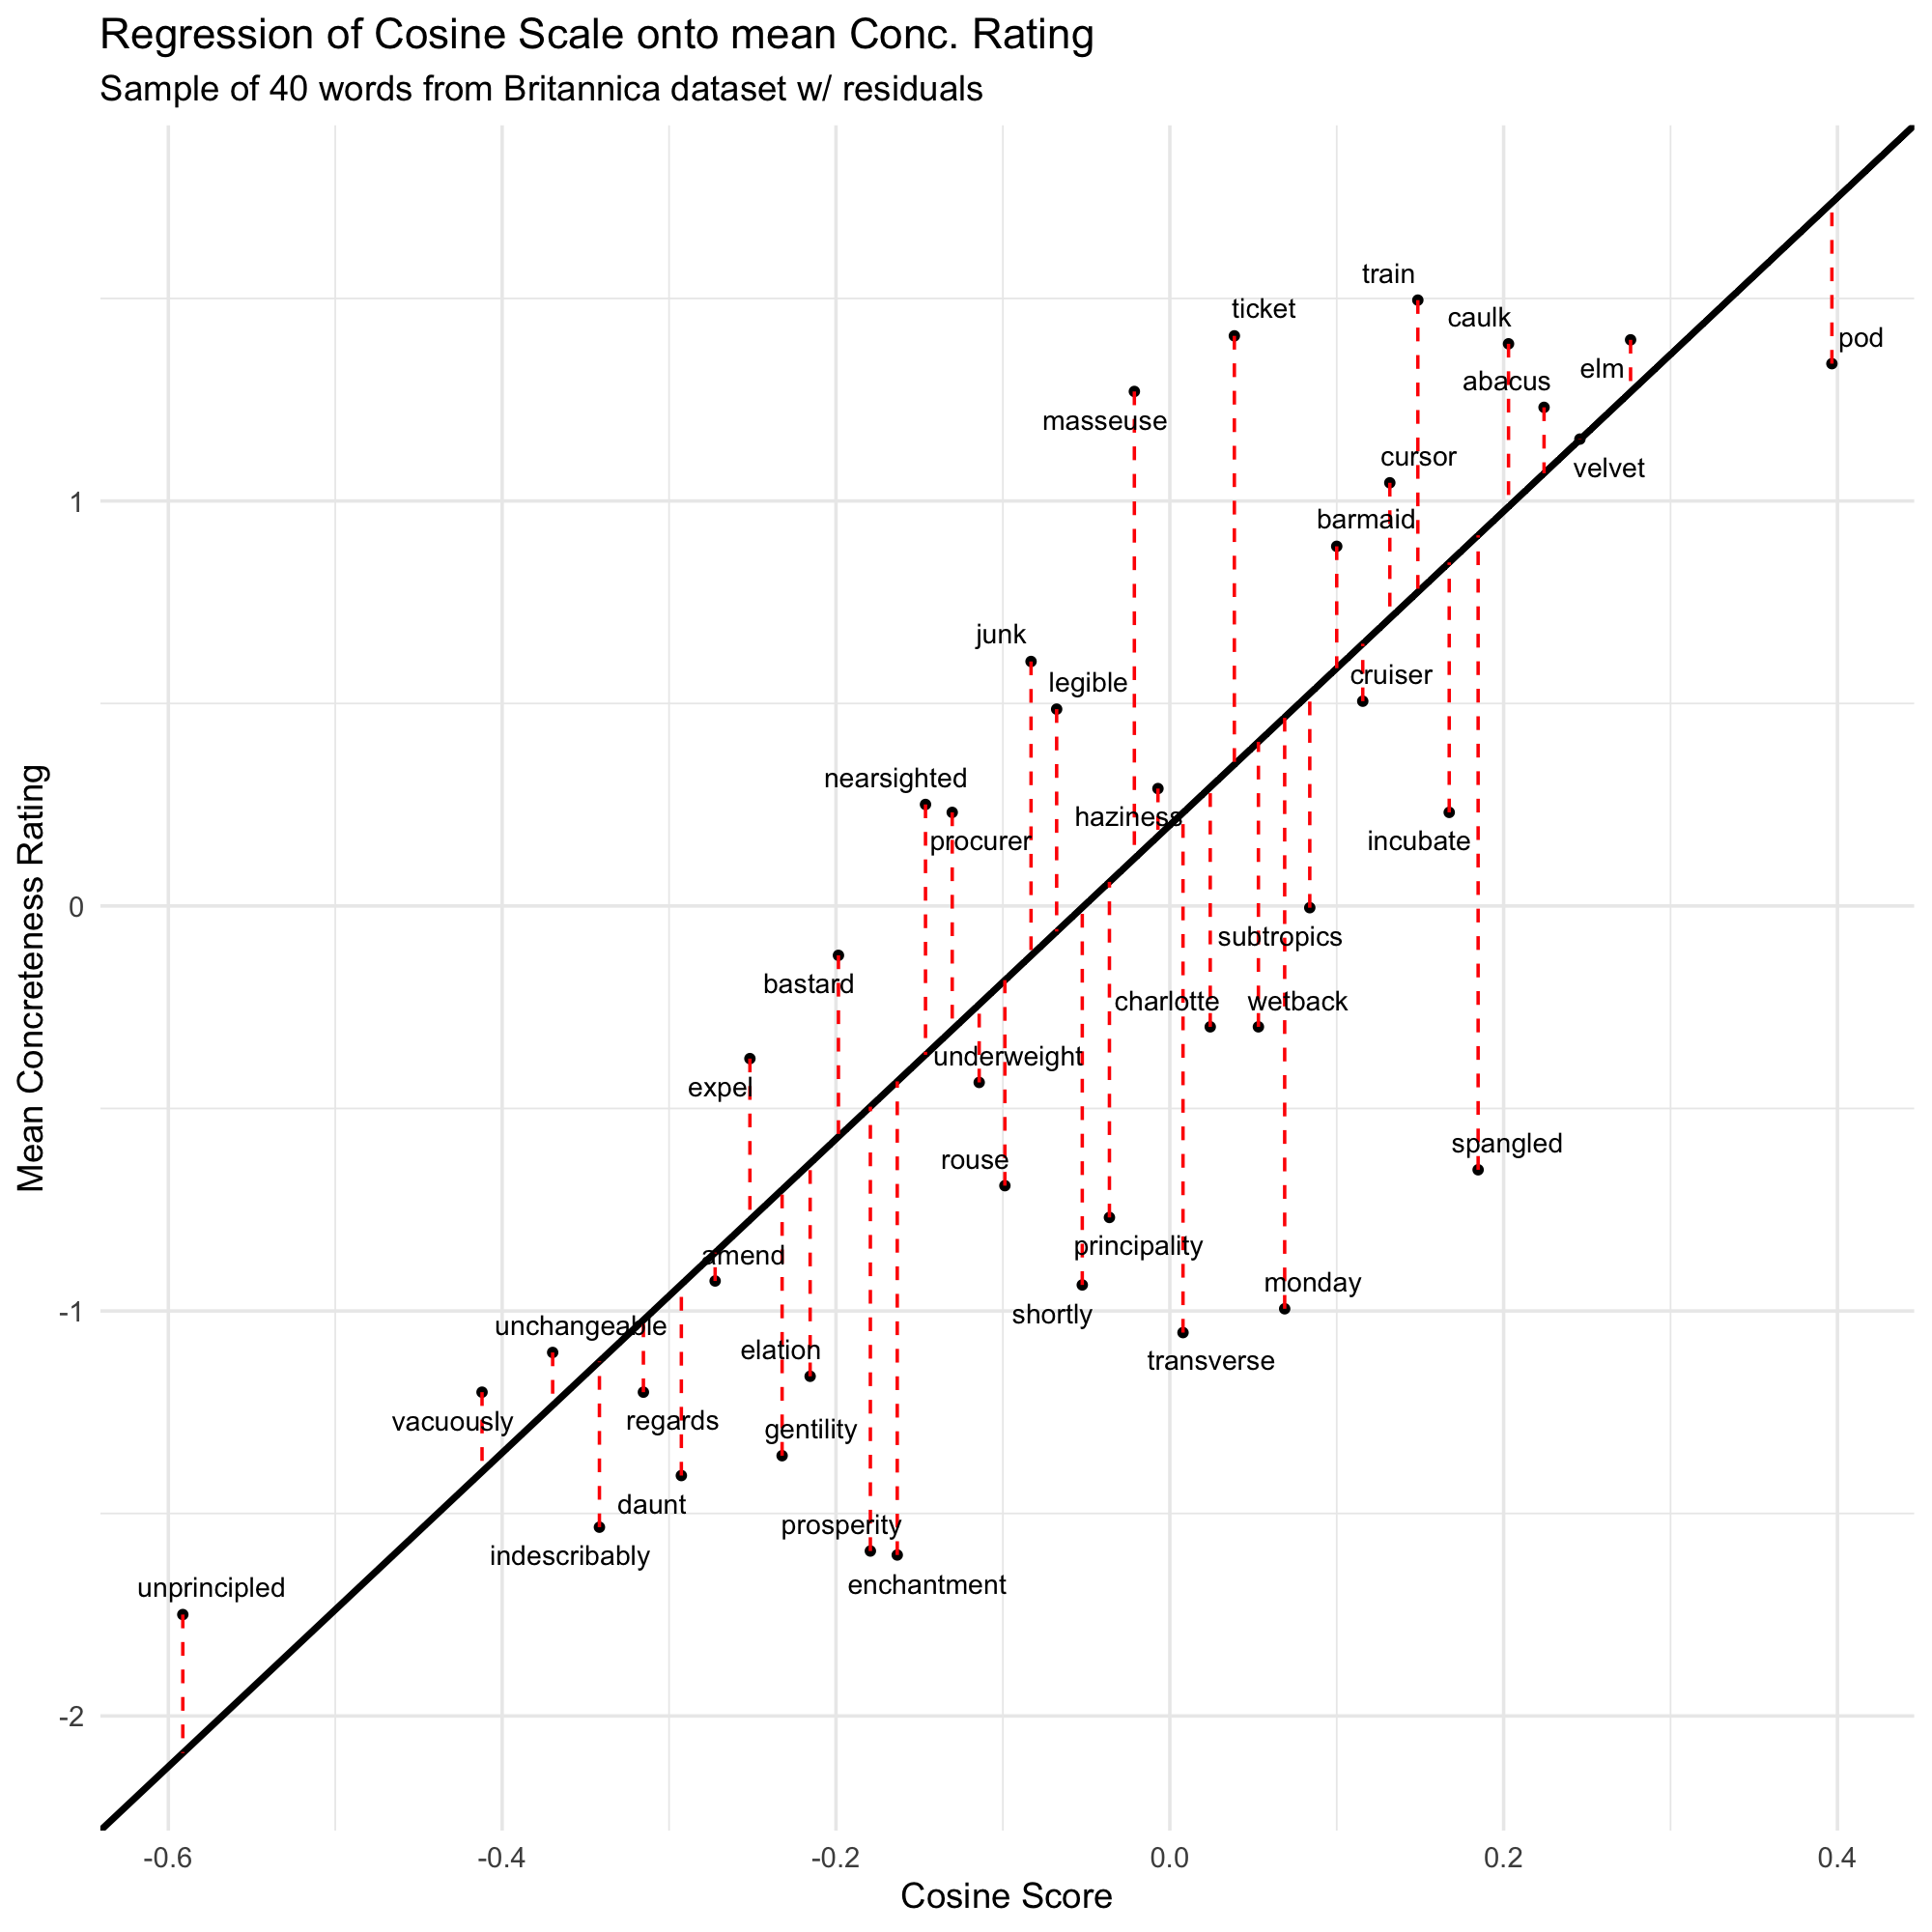 Regression of Cosine Scale onto mean Conc. Rating
Sample of 40 words from Britannica dataset w/ residuals
Mean Concreteness Rating
1
0
-1
-2
train
ticket
caulk
pod
elm
abacus
masseuse
cursor
velvet
barmaid
junk
legible
cruiser
nearsighted
haziness
procurer
incubate
subtropics
bastard
charlotte
wetback
underweight
expel
spangled
rouse
principality
amend
monday
shortly
unchangeable
elation
transverse
vacuously
regards
gentility
daunt
prosperity
indescribably
enchantment
unprincipled
-0.6
-0.4
-0.2
0.0
0.2
0.4
Cosine Score